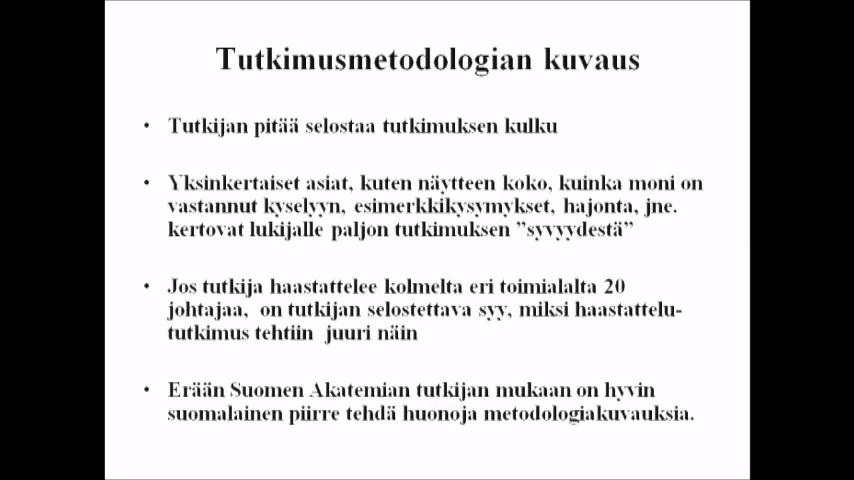 Tutkimusmetodologian kuvaus
• Tutkijan pitää selostaa tutkimuksen kulku
• Yksinkertaiset asiat, kuten näytteen koko, kuinka moni on
vastannut kyselyyn, esimerkkikysymykset, hajonta, jne.
kertovat lukijalle paljon tutkimuksen ”syvyydestä”
• Jos tutkija haastattelee kolmelta eri toimialalta 20
johtajaa, on tutkijan selostettava syy, miksi haastattelu-
tutkimus tehtiin juuri näin
• Erään Suomen Akatemian tutkijan mukaan on hyvin
suomalainen piirre tehdä huonoja metodologiakuvauksia.